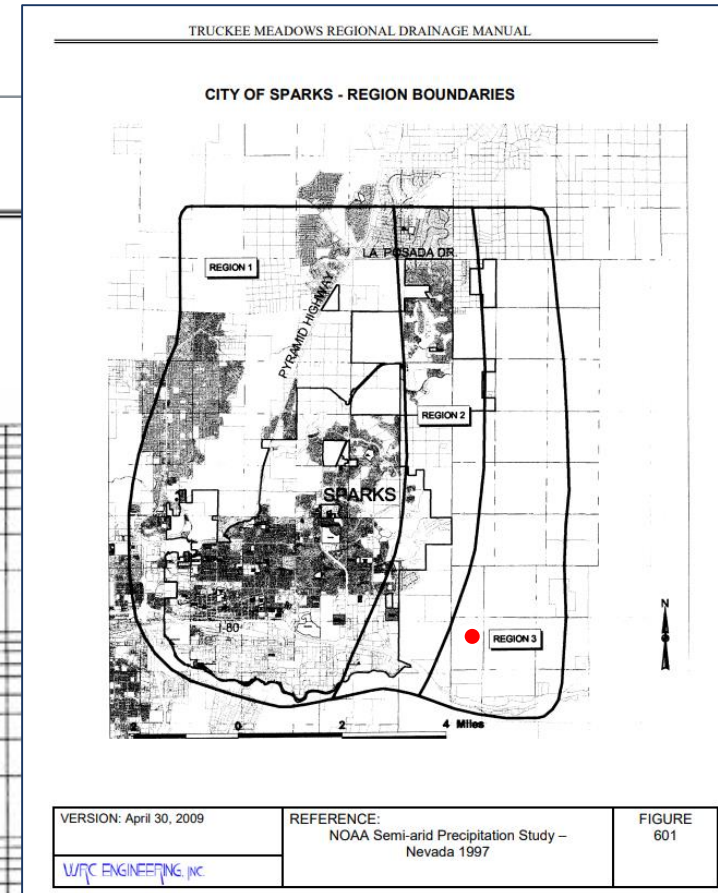 TRUCKEE MEADOWS REGIONAL DRAINAGE MANUAL
CITY OF SPARKS - REGION BOUNDARIES
LA POSADA DR.
REGION 1
PYRAMID HIGHWAY
REGION 2
SPARKS
I-80
N
REGION 3
0 2 4 Miles
VERSION: April 30, 2009
REFERENCE:
NOAA Semi-arid Precipitation Study –
Nevada 1997
FIGURE
601
WRC ENGINEERING, INC.